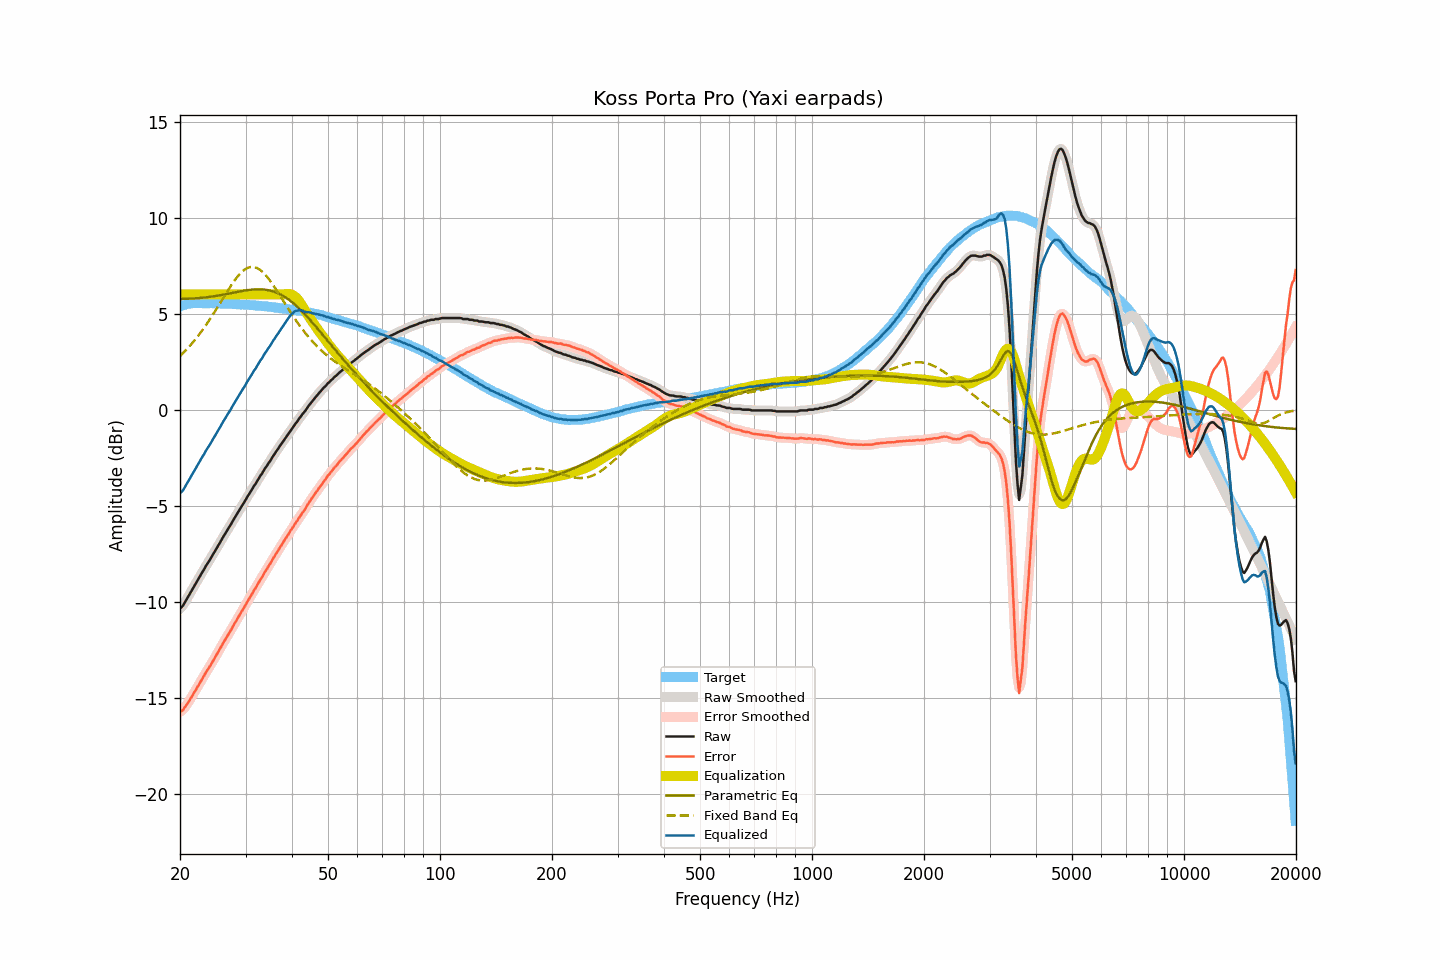 Koss Porta Pro (Yaxi earpads)
15
10
5
0
−5
−10
−15
−20
Amplitude (dBr)
Target
Raw Smoothed
Error Smoothed
Raw
Error
Equalization
Parametric Eq
Fixed Band Eq
Equalized
20 50 100 200 500 1000 2000 5000 10000 20000
Frequency (Hz)